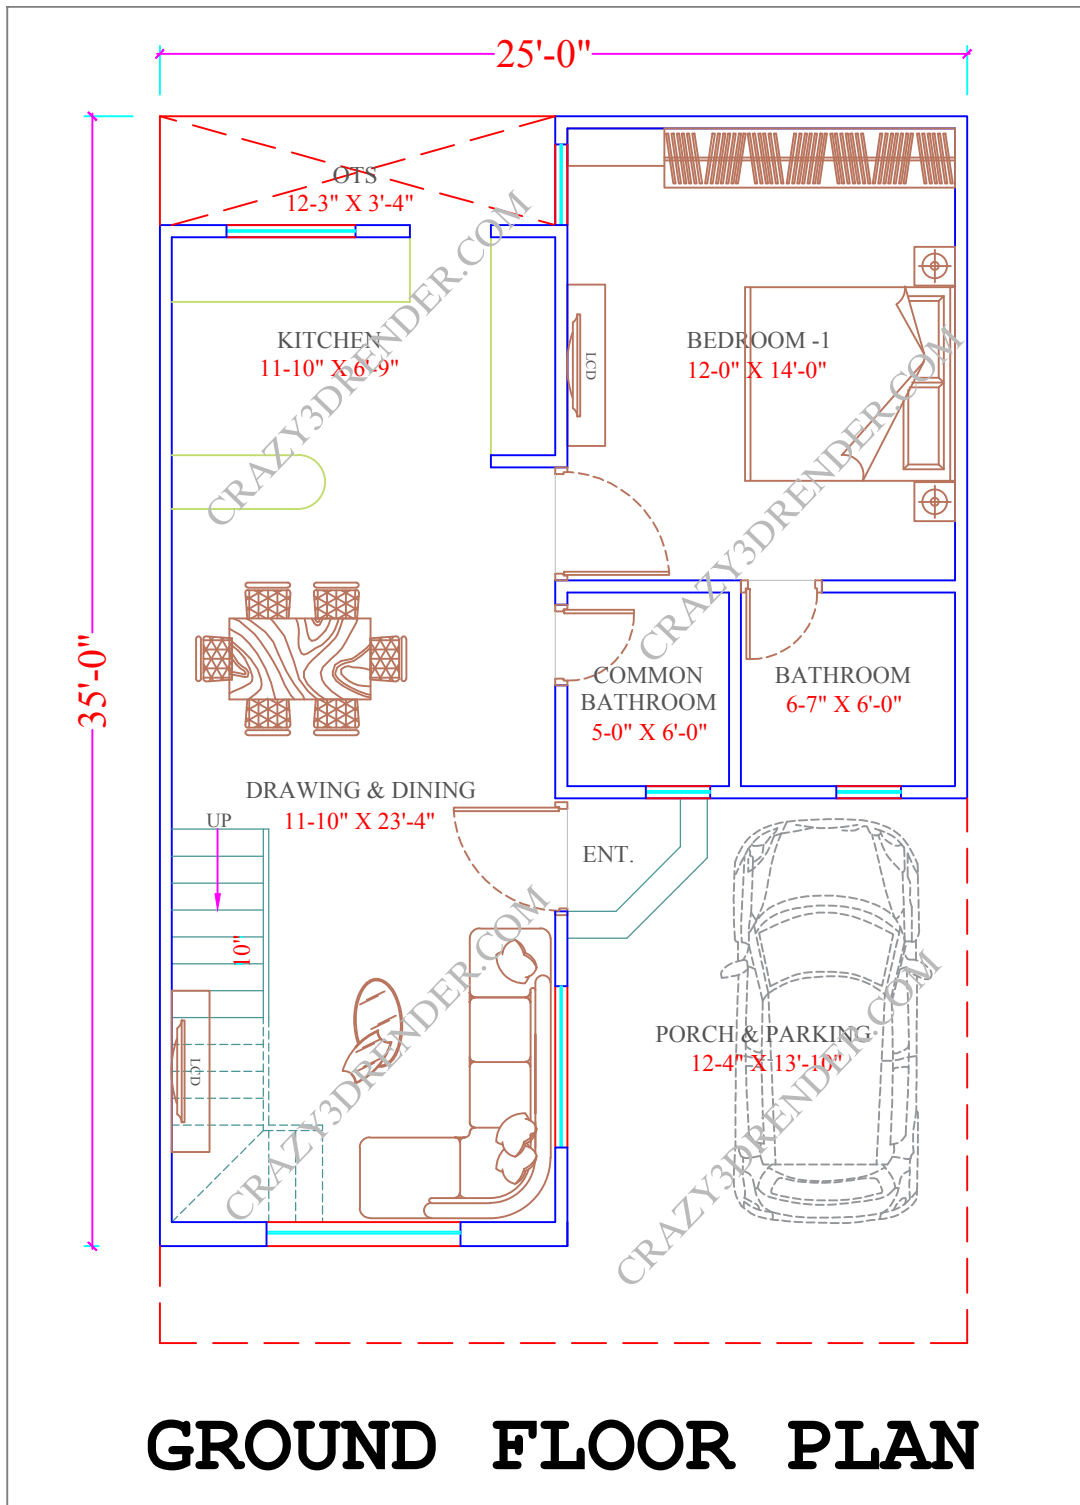 25'-0"
OTS
12-3" X 3'-4"
KITCHEN
11-10" X 6'-9"
BEDROOM -1
12-0" X 14'-0"
LCD
35'-0"
COMMON
BATHROOM
5-0" X 6'-0"
BATHROOM
6-7" X 6'-0"
DRAWING & DINING
11-10" X 23'-4"
UP
ENT.
10"
LCD
PORCH & PARKING
12-4" X 13'-10"
CRAZY3DRENDER.COM
CRAZY3DRENDER.COM
CRAZY3DRENDER.COM
CRAZY3DRENDER.COM
GROUND FLOOR PLAN